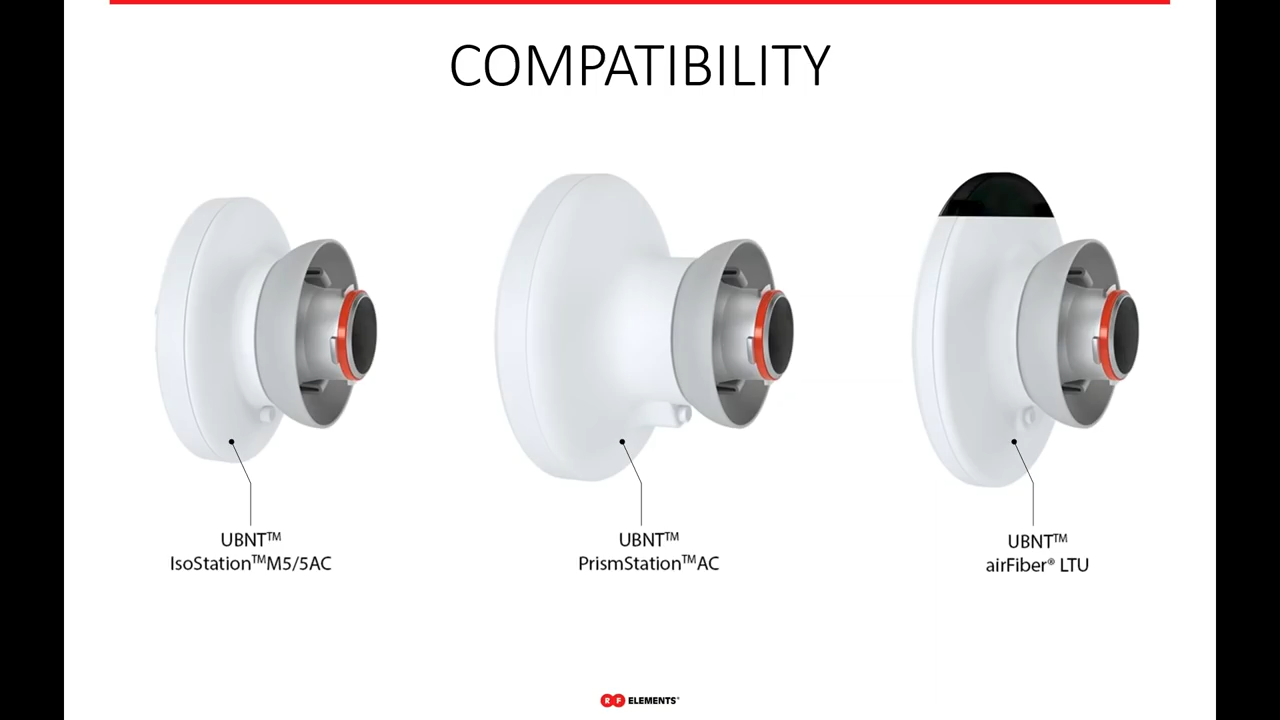 COMPATIBILITY
UBNT™
IsoStation™M5/5AC
UBNT™
PrismStation™AC
UBNT™
airFiber® LTU
RF ELEMENTS®